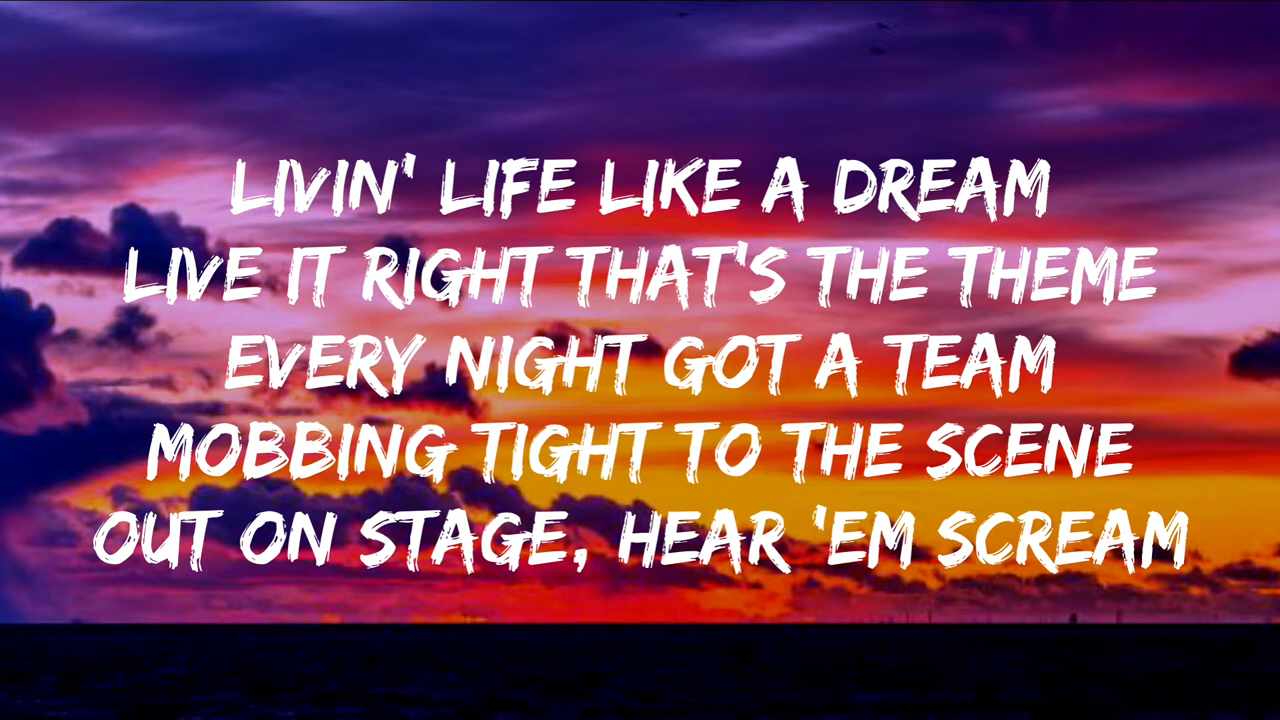 LIVIN' LIFE LIKE A DREAM
LIVE IT RIGHT THAT'S THE THEME
EVERY NIGHT GOT A TEAM
MOBBING TIGHT TO THE SCENE
OUT ON STAGE, HEAR 'EM SCREAM